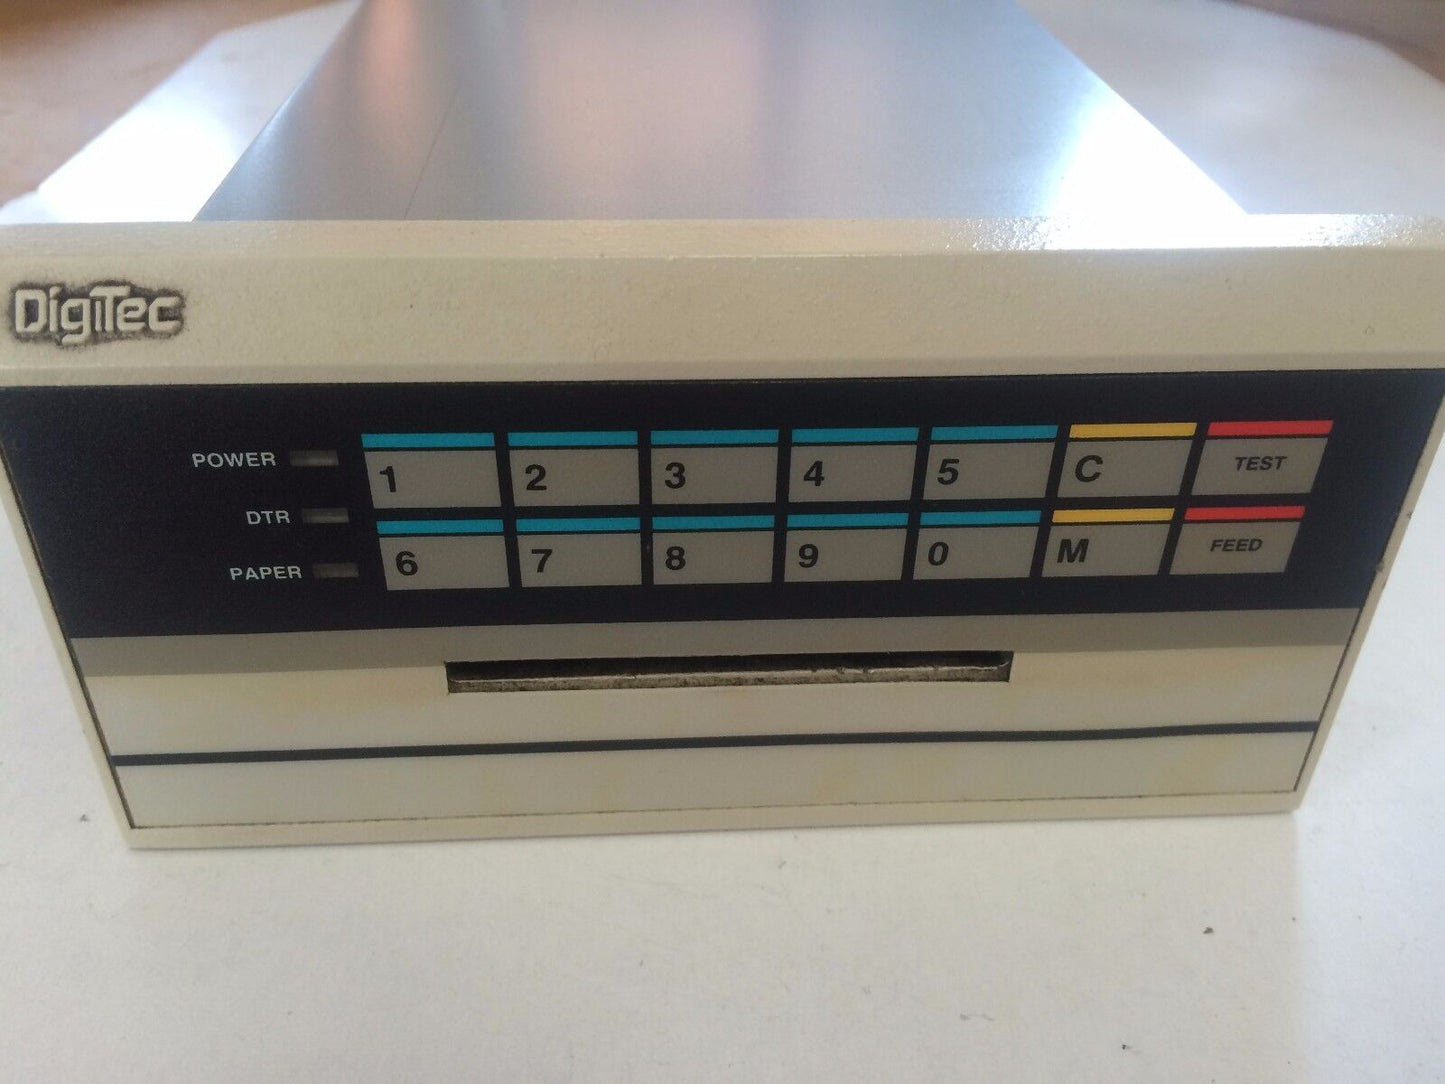 DigiTec
POWER 1 2 3 4 5 C TEST
DTR
PAPER 6 7 8 9 0 M FEED